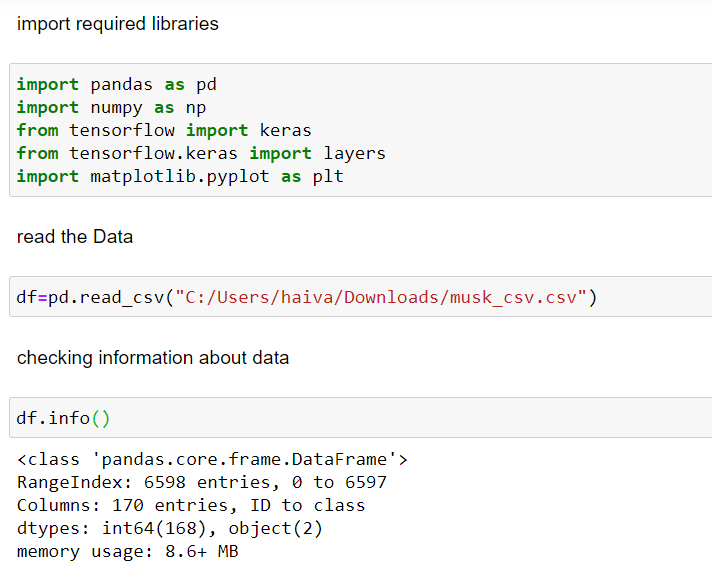 import required libraries
import pandas as pd
import numpy as np
from tensorflow import keras
from tensorflow.keras import layers
import matplotlib.pyplot as plt
read the Data
df=pd.read_csv("C:/Users/haiva/Downloads/musk_csv.csv")
checking information about data
df.info()
<class 'pandas.core.frame.DataFrame'>
RangeIndex: 6598 entries, 0 to 6597
Columns: 170 entries, ID to class
dtypes: int64(168), object(2)
memory usage: 8.6+ MB